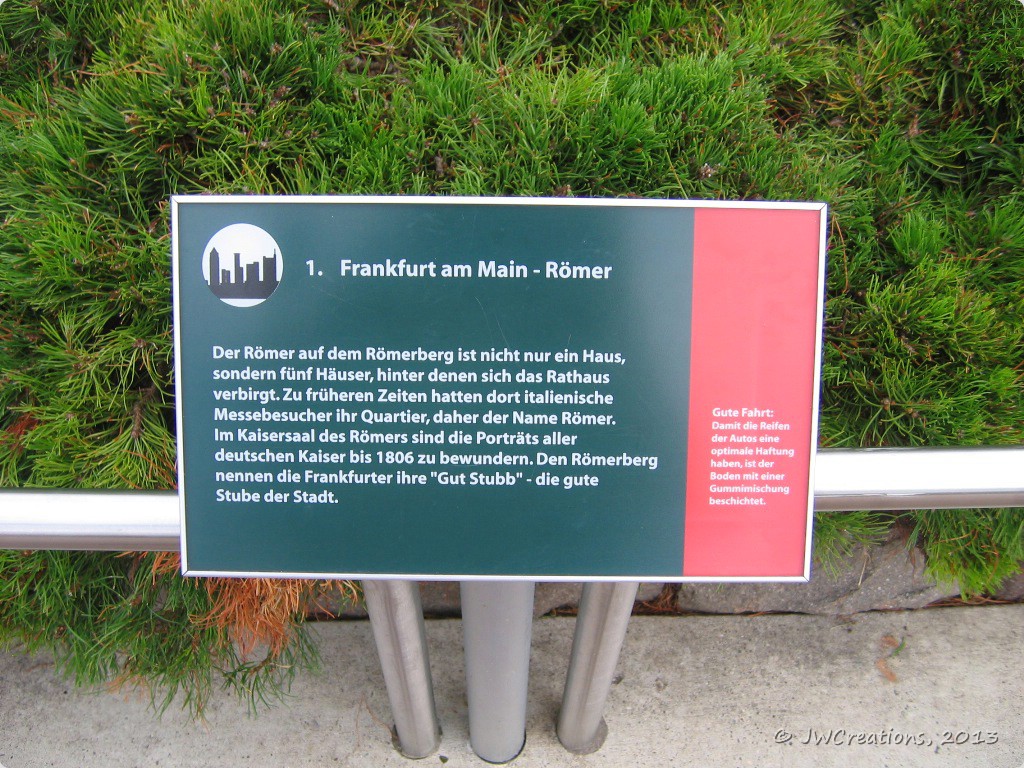 1. Frankfurt am Main - Römer
Der Römer auf dem Römerberg ist nicht nur ein Haus,
sondern fünf Häuser, hinter denen sich das Rathaus
verbirgt. Zu früheren Zeiten hatten dort italienische
Messebesucher ihr Quartier, daher der Name Römer.
Im Kaisersaal des Römers sind die Porträts aller
deutschen Kaiser bis 1806 zu bewundern. Den Römerberg
nennen die Frankfurter ihre "Gut Stubb" - die gute
Stube der Stadt.
Gute Fahrt:
Damit die Reifen
der Autos eine
optimale Haftung
haben, ist der
Boden mit einer
Gummimischung
beschichtet.
© JWCreations, 2013